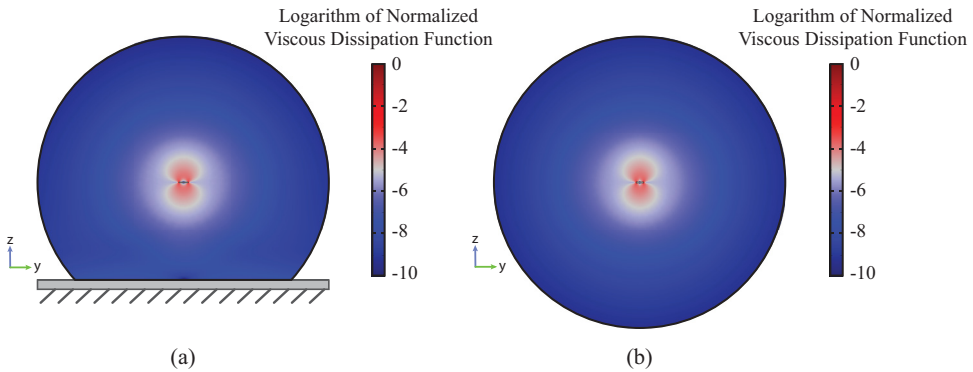 Logarithm of Normalized
Viscous Dissipation Function
0
-2
-4
-6
-8
-10
z
y
(a)
Logarithm of Normalized
Viscous Dissipation Function
0
-2
-4
-6
-8
-10
z
y
(b)